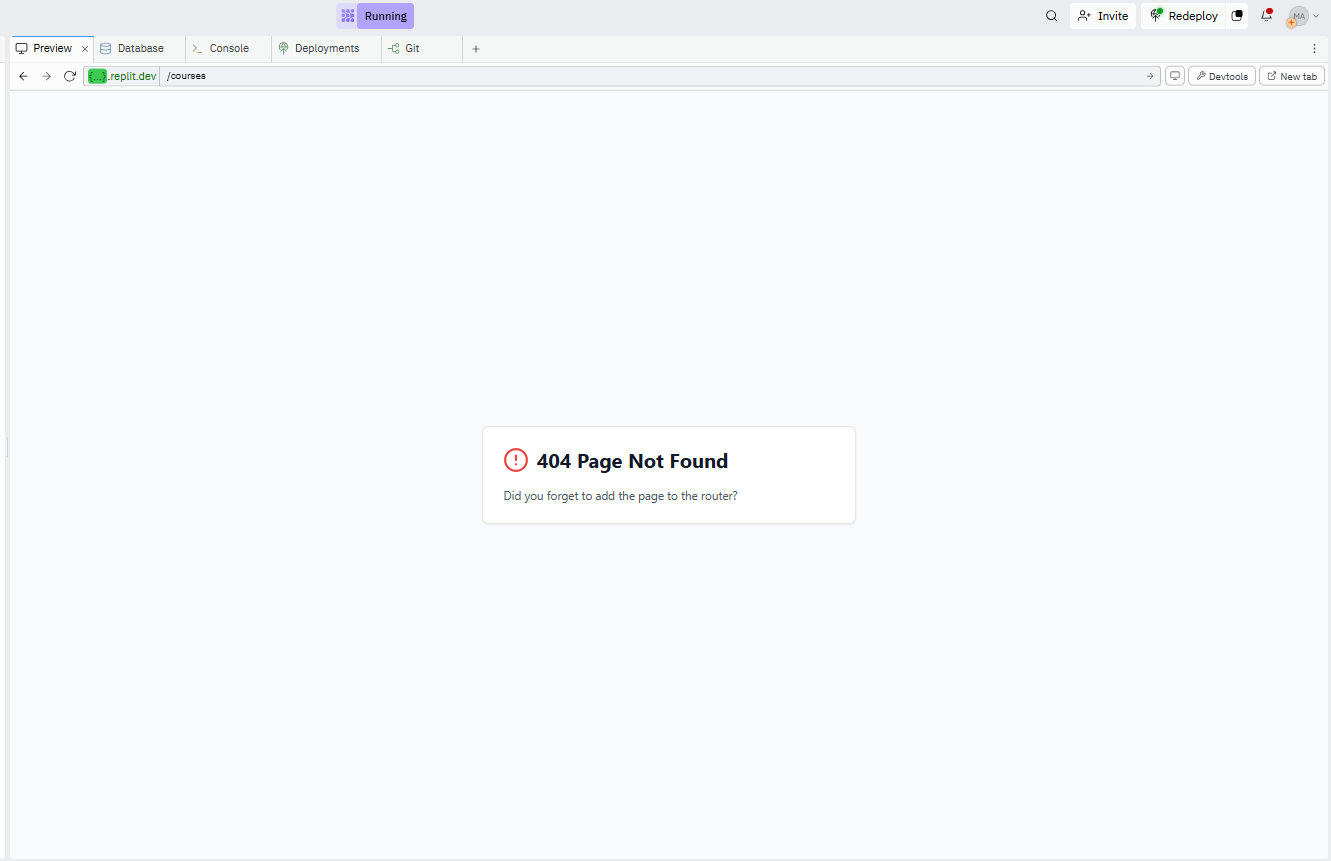 Running
Invite
Redeploy
MA
Preview
Database
Console
Deployments
Git
{...}.replit.dev
/courses
Devtools
New tab
404 Page Not Found
Did you forget to add the page to the router?